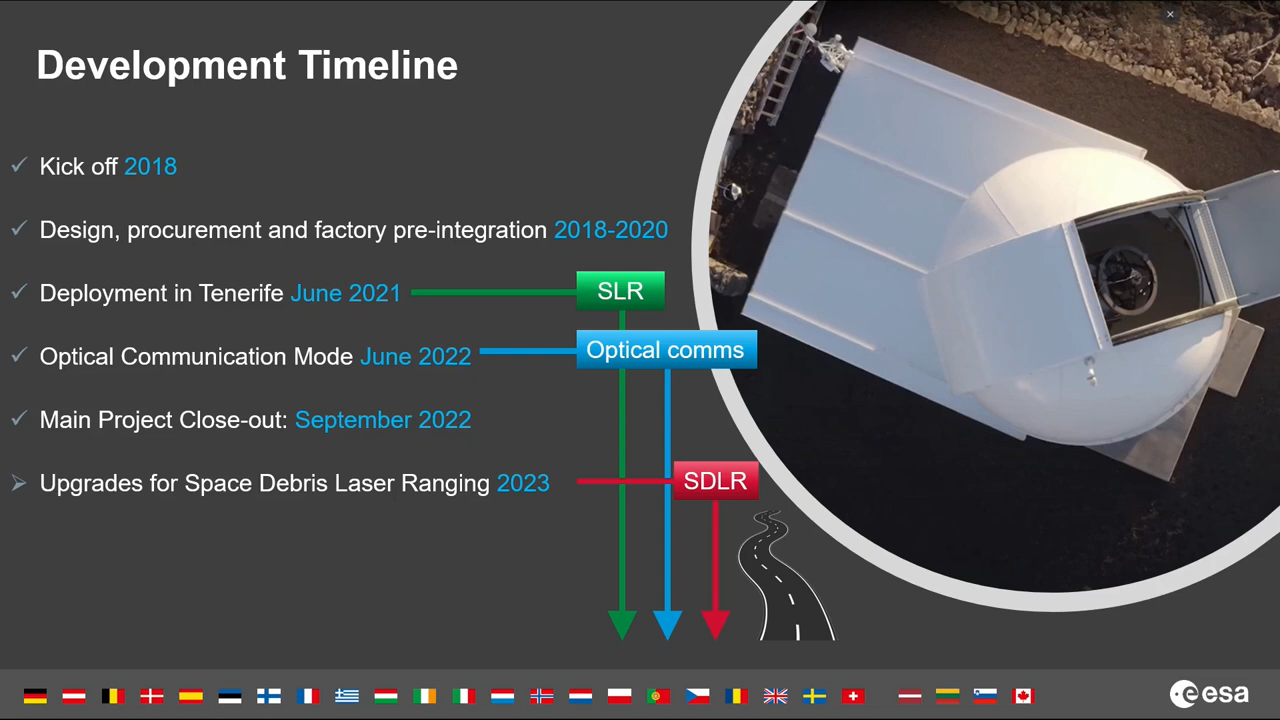 Development Timeline
Kick off 2018
Design, procurement and factory pre-integration 2018-2020
Deployment in Tenerife June 2021
SLR
Optical Communication Mode June 2022
Optical comms
Main Project Close-out: September 2022
Upgrades for Space Debris Laser Ranging 2023
SDLR
esa